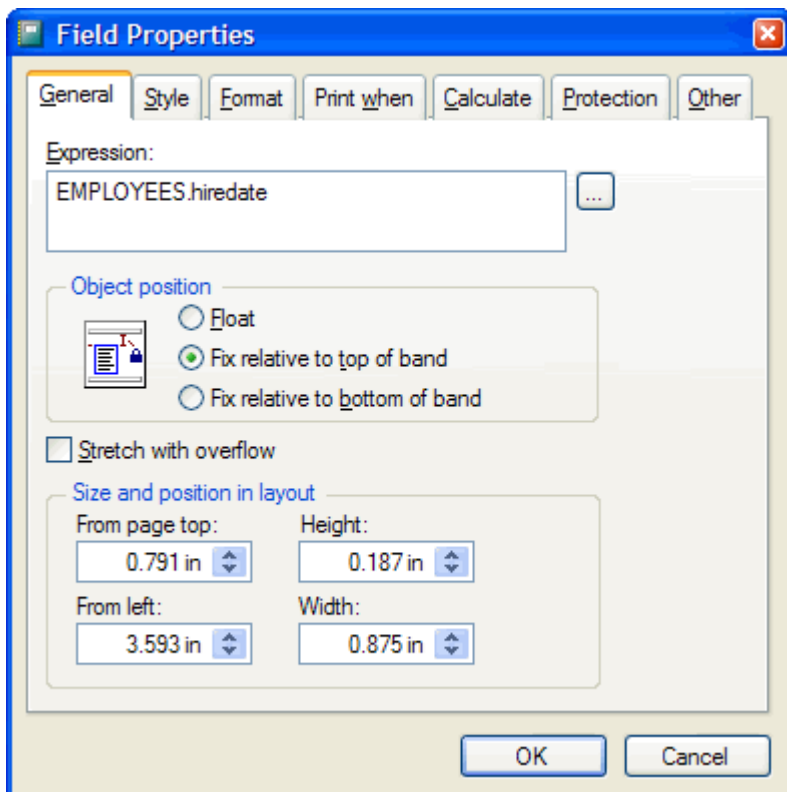 Field Properties
General Style Format Print when Calculate Protection Other
Expression:
EMPLOYEES.hiredate
...
Object position
Float
Fix relative to top of band
Fix relative to bottom of band
Stretch with overflow
Size and position in layout
From page top: Height:
0.791 in 0.187 in
From left: Width:
3.593 in 0.875 in
OK Cancel